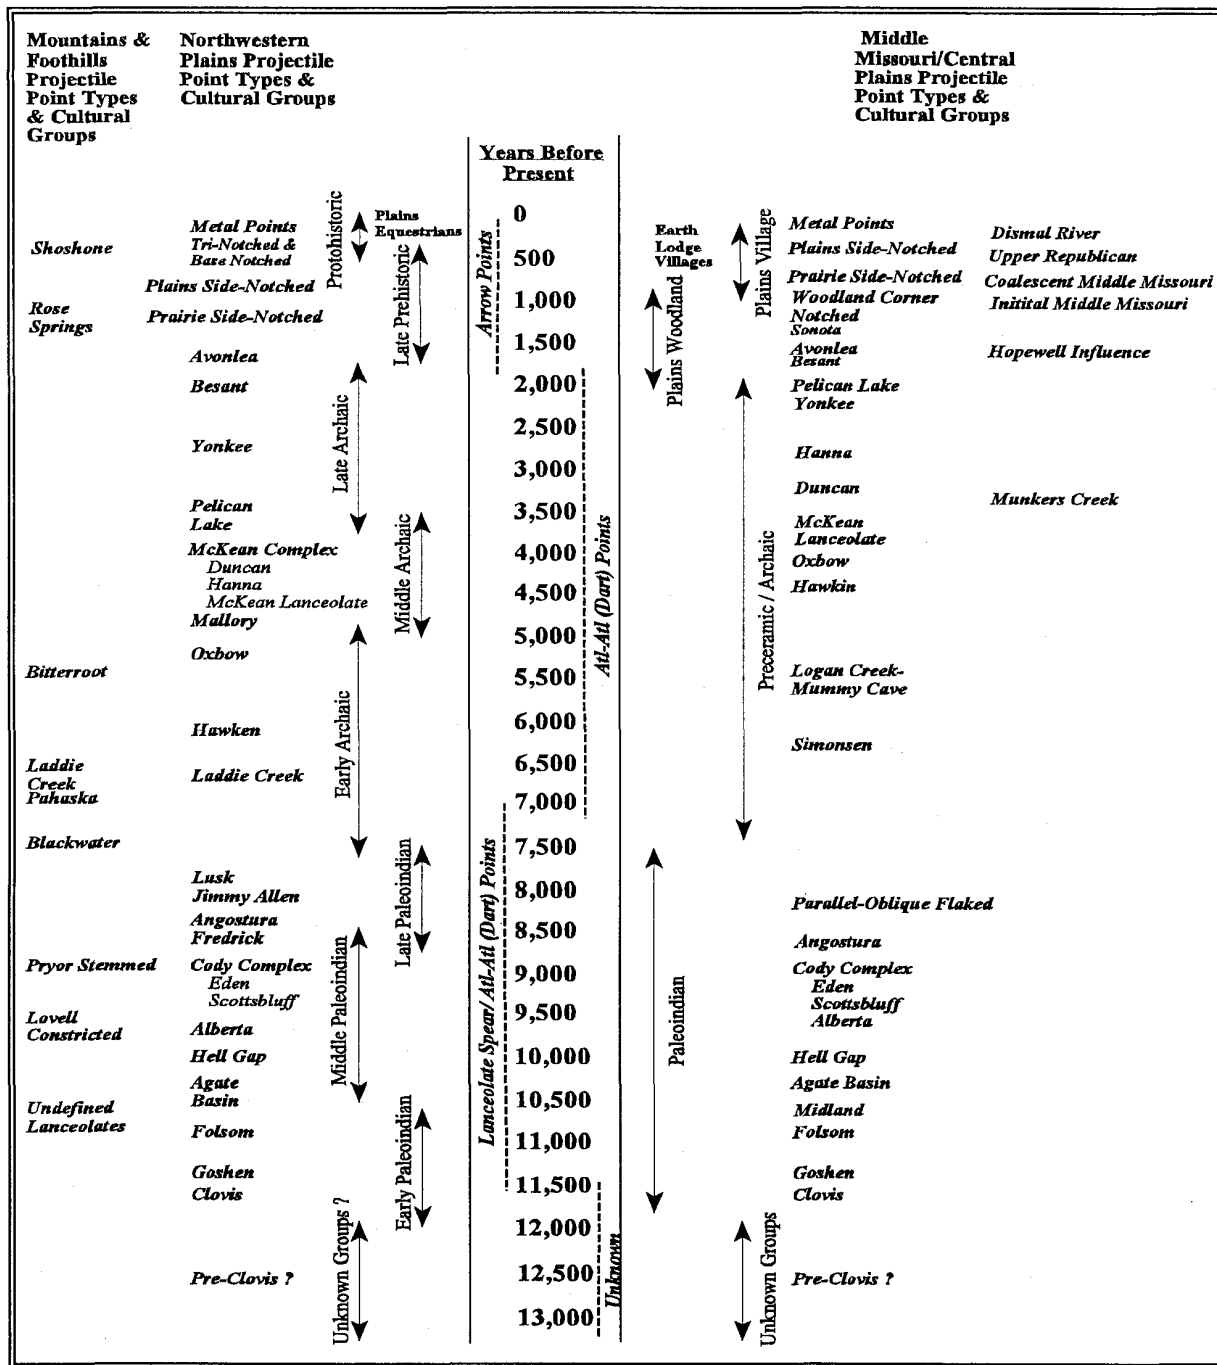 Mountains &
Foothills
Projectile
Point Types
& Cultural
Groups
Northwestern
Plains Projectile
Point Types &
Cultural Groups
Middle
Missouri/Central
Plains Projectile
Point Types &
Cultural Groups
Shoshone
Rose
Springs
Bitterroot
Laddie
Creek
Pahaska
Blackwater
Pryor Stemmed
Lovell
Constricted
Undefined
Lanceolates
Metal Points
Tri-Notched &
Base Notched
Plains Side-Notched
Prairie Side-Notched
Avonlea
Besant
Yonkee
Pelican
Lake
McKean Complex
Duncan
Hanna
McKean Lanceolate
Mallory
Oxbow
Hawken
Laddie Creek
Lusk
Jimmy Allen
Angostura
Fredrick
Cody Complex
Eden
Scottsbluff
Alberta
Hell Gap
Agate
Basin
Folsom
Goshen
Clovis
Pre-Clovis ?
Protohistoric
Late Archaic
Early Archaic
Middle Paleoindian
Unknown Groups ?
Plains
Equestrians
Late Prehistoric
Middle Archaic
Late Paleoindian
Early Paleoindian
Years Before
Present
0
500
1,000
1,500
2,000
2,500
3,000
3,500
4,000
4,500
5,000
5,500
6,000
6,500
7,000
7,500
8,000
8,500
9,000
9,500
10,000
10,500
11,000
11,500
12,000
12,500
13,000
Arrow Points
Atl-Atl (Dart) Points
Lanceolate Spear/Atl-Atl (Dart) Points
Unknown
Earth
Lodge
Villages
Plains Woodland
Paleoindian
Plains Village
Preceramic / Archaic
Unknown Groups
Metal Points
Plains Side-Notched
Prairie Side-Notched
Woodland Corner
Notched
Sonota
Avonlea
Besant
Pelican Lake
Yonkee
Hanna
Duncan
McKean
Lanceolate
Oxbow
Hawkin
Logan Creek-
Mummy Cave
Simonsen
Parallel-Oblique Flaked
Angostura
Cody Complex
Eden
Scottsbluff
Alberta
Hell Gap
Agate Basin
Midland
Folsom
Goshen
Clovis
Pre-Clovis ?
Dismal River
Upper Republican
Coalescent Middle Missouri
Initital Middle Missouri
Hopewell Influence
Munkers Creek